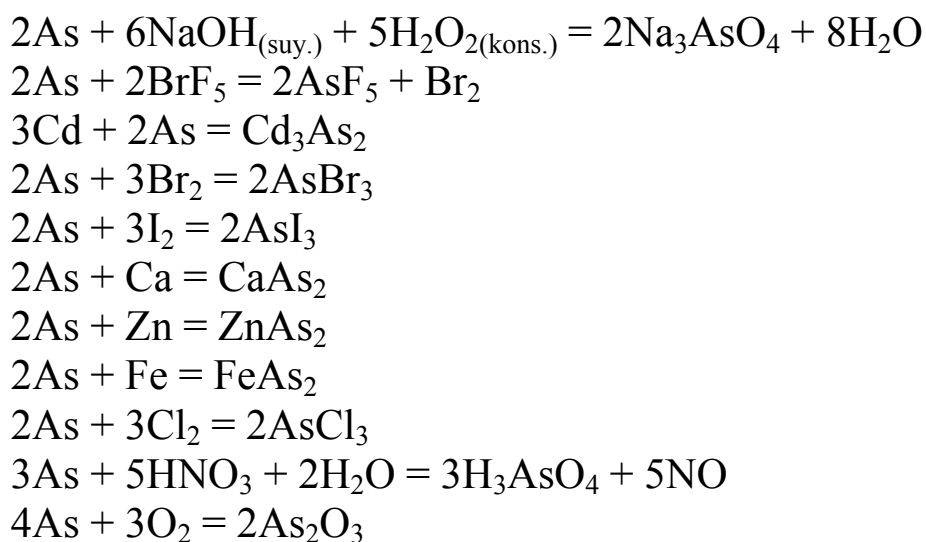 2As + 6NaOH(suy.) + 5H₂O₂(kons.) = 2Na₃AsO₄ + 8H₂O
2As + 2BrF₅ = 2AsF₅ + Br₂
3Cd + 2As = Cd₃As₂
2As + 3Br₂ = 2AsBr₃
2As + 3I₂ = 2AsI₃
2As + Ca = CaAs₂
2As + Zn = ZnAs₂
2As + Fe = FeAs₂
2As + 3Cl₂ = 2AsCl₃
3As + 5HNO₃ + 2H₂O = 3H₃AsO₄ + 5NO
4As + 3O₂ = 2As₂O₃